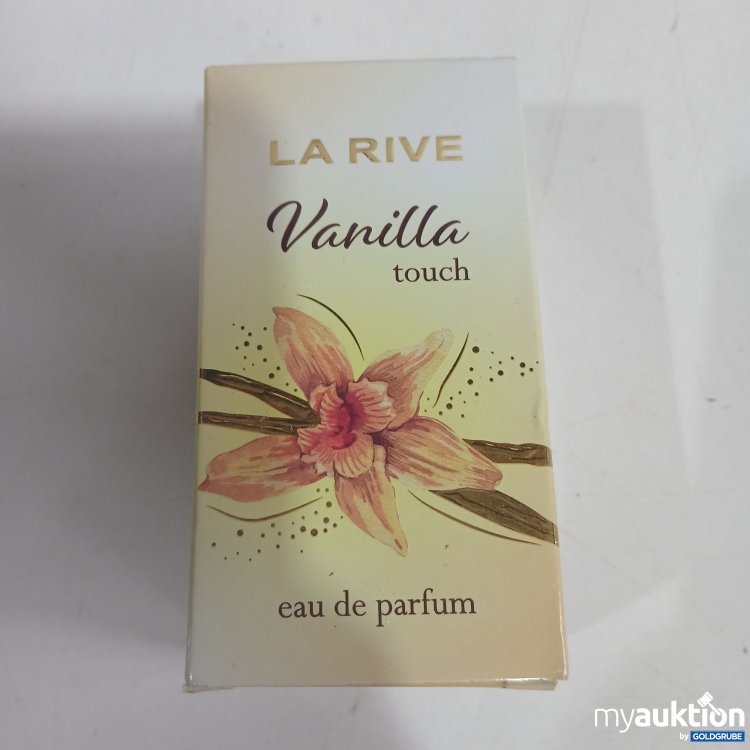 LA RIVE
Vanilla
touch
eau de parfum
myauktion
by GOLDGRUBE